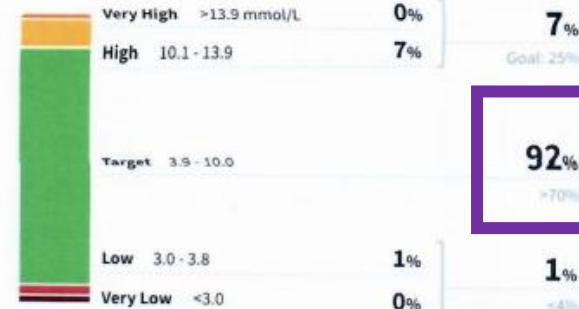 Very High >13.9 mmol/L 0%
7%
High 10.1 - 13.9 7%
Goal: 25%
Target 3.9 - 10.0 92%
>70%
Low 3.0 - 3.8 1%
1%
Very Low <3.0 0%
<4%